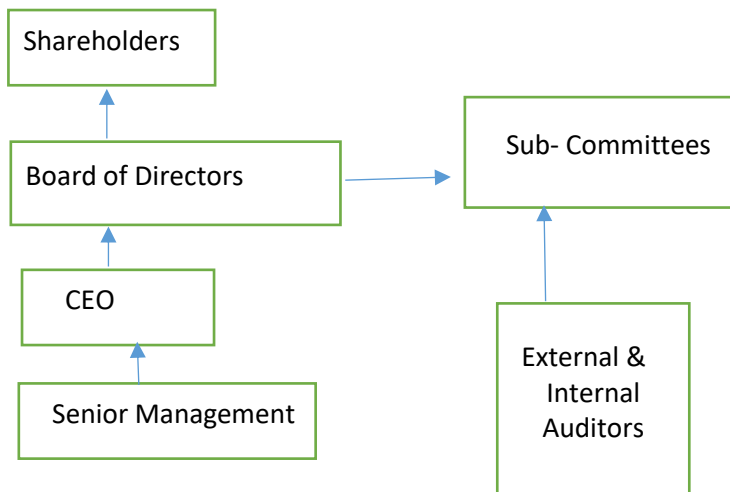 Shareholders
Board of Directors
Sub- Committees
CEO
Senior Management
External &
Internal
Auditors